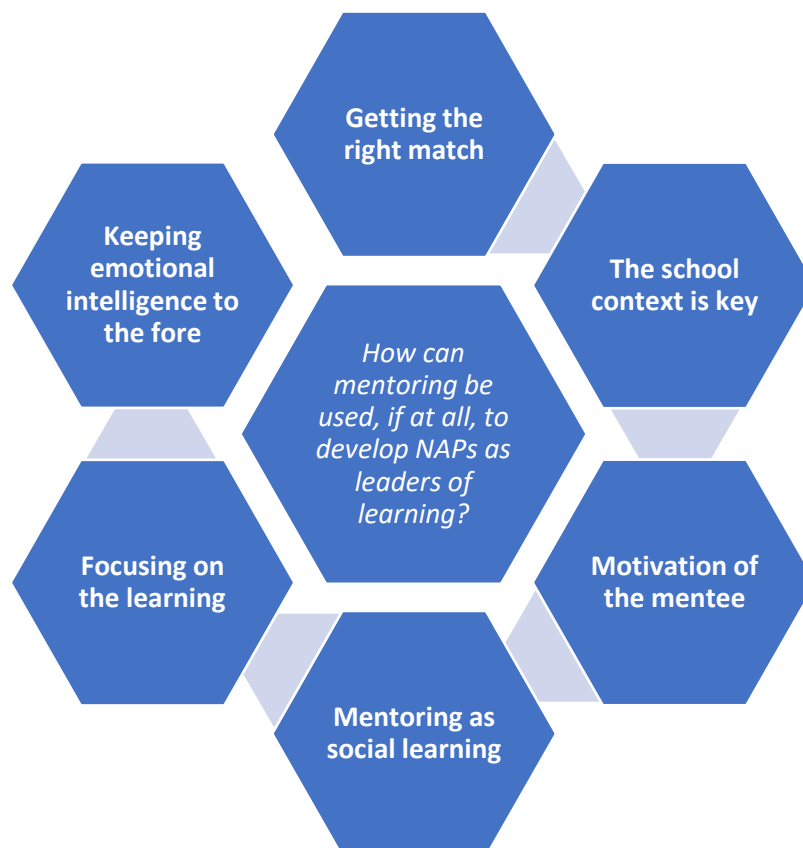 Getting the
right match
Keeping
emotional
intelligence to
the fore
The school
context is key
How can
mentoring be
used, if at all, to
develop NAPs as
leaders of
learning?
Focusing on
the learning
Motivation of
the mentee
Mentoring as
social learning